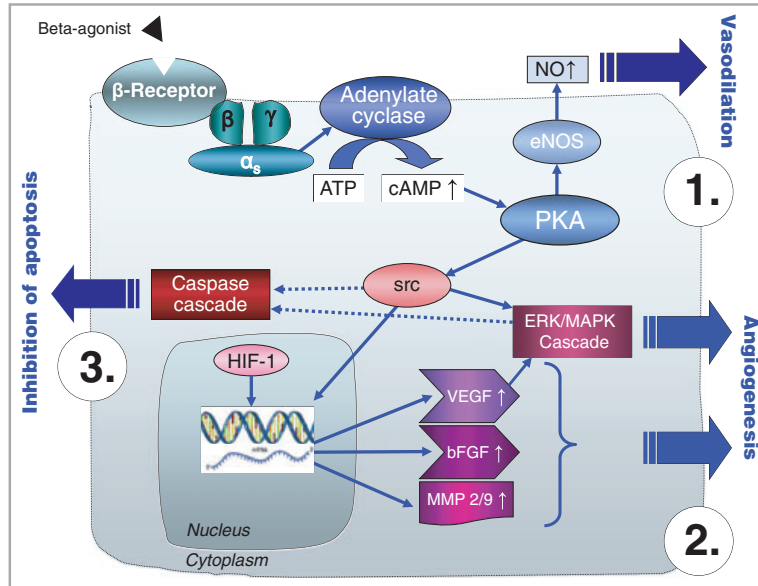 Beta-agonist
β-Receptor
β
γ
αs
Adenylate
cyclase
ATP
cAMP ↑
NO↑
eNOS
PKA
Vasodilation
1.
src
Caspase
cascade
ERK/MAPK
Cascade
Inhibition of apoptosis
3.
HIF-1
VEGF ↑
bFGF ↑
MMP 2/9 ↑
Angiogenesis
2.
Nucleus
Cytoplasm